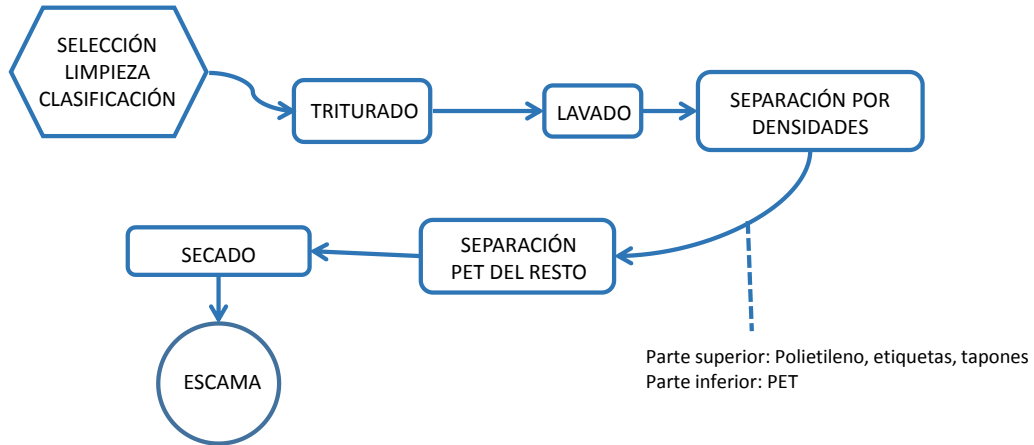 SELECCIÓN
LIMPIEZA
CLASIFICACIÓN
TRITURADO
LAVADO
SEPARACIÓN POR
DENSIDADES
SEPARACIÓN
PET DEL RESTO
SECADO
ESCAMA
Parte superior: Polietileno, etiquetas, tapones
Parte inferior: PET